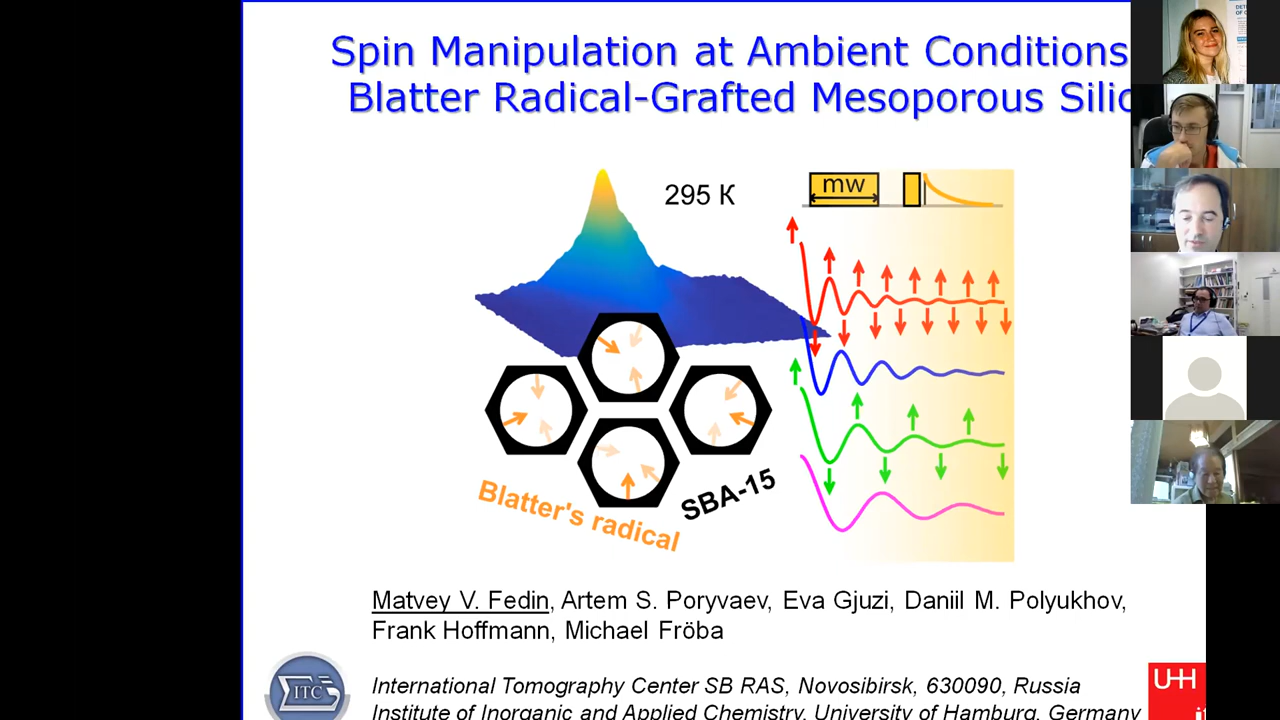 Spin Manipulation at Ambient Conditions
Blatter Radical-Grafted Mesoporous Silic
295 K
mw
Blatter's radical
SBA-15
Matvey V. Fedin, Artem S. Poryvaev, Eva Gjuzi, Daniil M. Polyukhov,
Frank Hoffmann, Michael Fröba
International Tomography Center SB RAS, Novosibirsk, 630090, Russia
Institute of Inorganic and Applied Chemistry, University of Hamburg, Germany
ITC
UHH